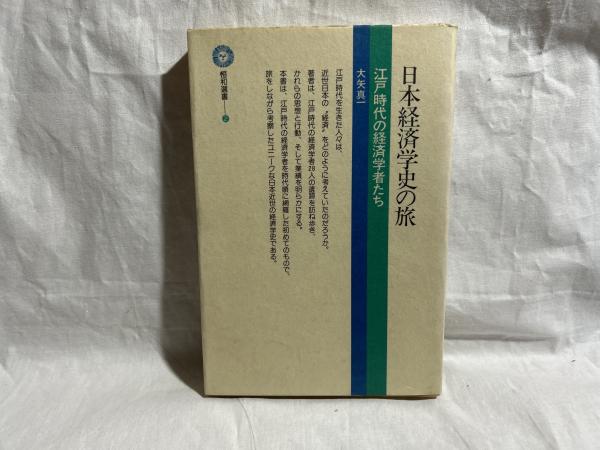 日本経済学史の旅
江戸時代の経済学者たち
大矢真一
江戸時代を生きた人々は、
近世日本の〝経済〟をどのように考えていたのだろうか。
著者は、江戸時代の経済学者28人の遺跡を訪ね歩き、
かれらの思想と行動、そして業績を明らかにする。
本書は、江戸時代の経済学者を時代順に網羅した初めてのもので、
旅をしながら考察したユニークな日本近世の経済学史である。
恒和選書 2